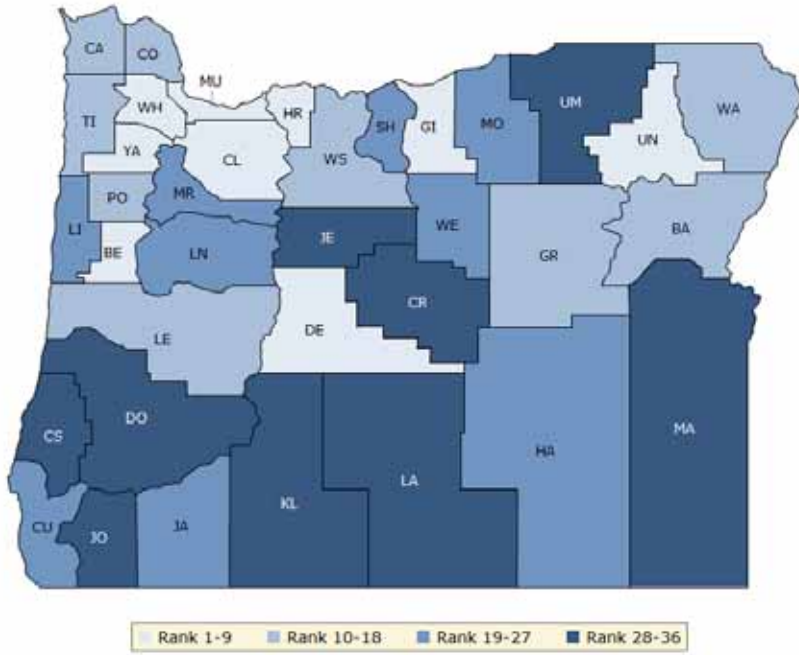 CA
CO
MU
WH
HR
TI
SH
GI
MO
UM
WA
YA
CL
WS
UN
PO
MR
LI
BE
LN
JE
WE
GR
BA
CR
LE
DE
DO
CS
MA
HA
LA
KL
CU
JO
JA
Rank 1-9 Rank 10-18 Rank 19-27 Rank 28-36